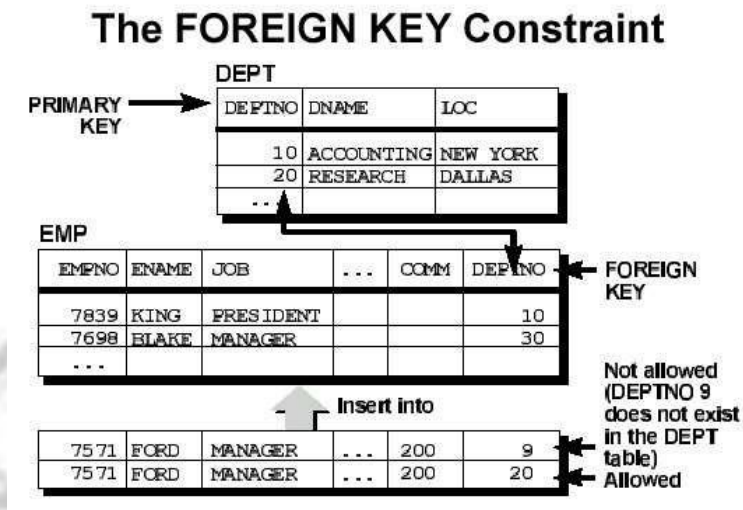 The FOREIGN KEY Constraint
DEPT
PRIMARY
KEY
DEPTNO DNAME LOC
10 ACCOUNTING NEW YORK
20 RESEARCH DALLAS
...
EMP
EMPNO ENAME JOB ... COMM DEPTNO
FOREIGN
KEY
7839 KING PRESIDENT 10
7698 BLAKE MANAGER 30
...
Insert into
Not allowed
(DEPTNO 9
does not exist
in the DEPT
table)
7571 FORD MANAGER ... 200 9
7571 FORD MANAGER ... 200 20
Allowed